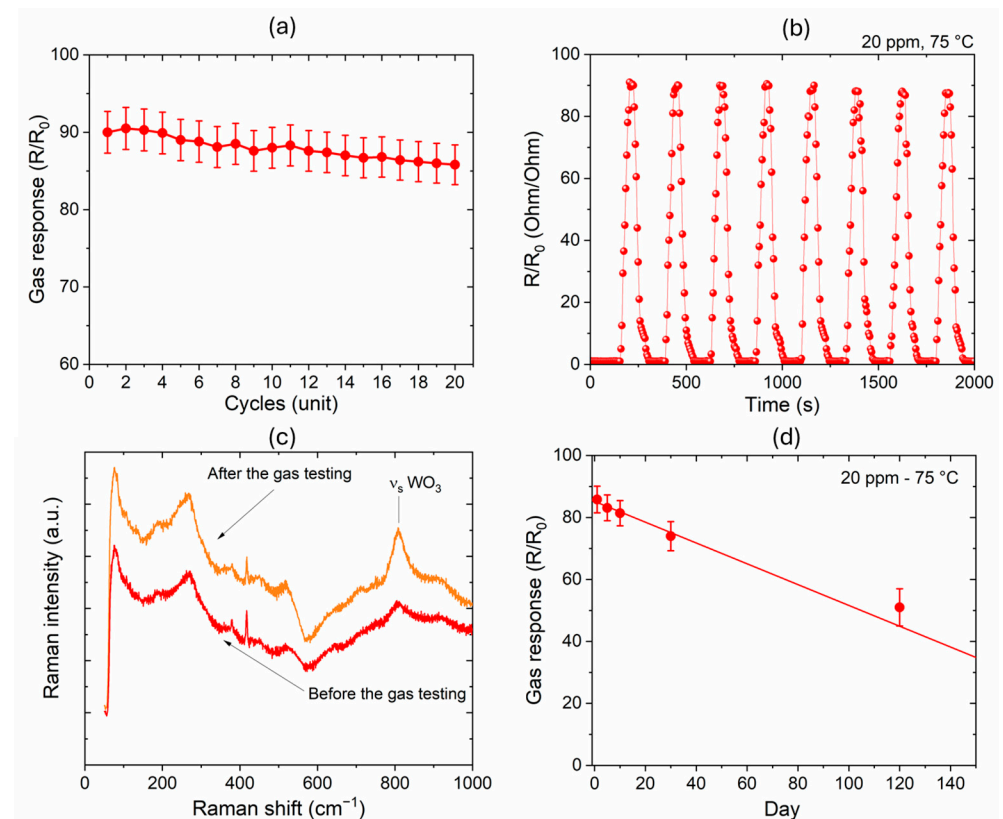 (a)
100
90
80
70
60
Gas response (R/R₀)
0 2 4 6 8 10 12 14 16 18 20
Cycles (unit)
(b)
20 ppm, 75 °C
100
80
60
40
20
0
R/R₀ (Ohm/Ohm)
0 500 1000 1500 2000
Time (s)
(c)
After the gas testing
νₛ WO₃
Before the gas testing
Raman intensity (a.u.)
0 200 400 600 800 1000
Raman shift (cm⁻¹)
(d)
20 ppm - 75 °C
100
80
60
40
20
0
Gas response (R/R₀)
0 20 40 60 80 100 120 140
Day